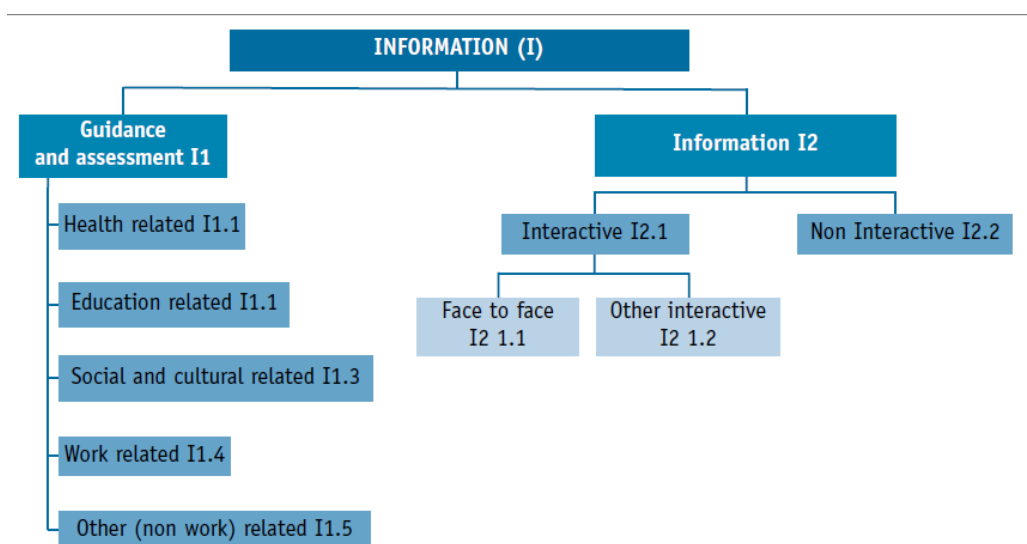 INFORMATION (I)
Guidance
and assessment I1
Information I2
Health related I1.1
Interactive I2.1
Non Interactive I2.2
Education related I1.1
Face to face
I2 1.1
Other interactive
I2 1.2
Social and cultural related I1.3
Work related I1.4
Other (non work) related I1.5